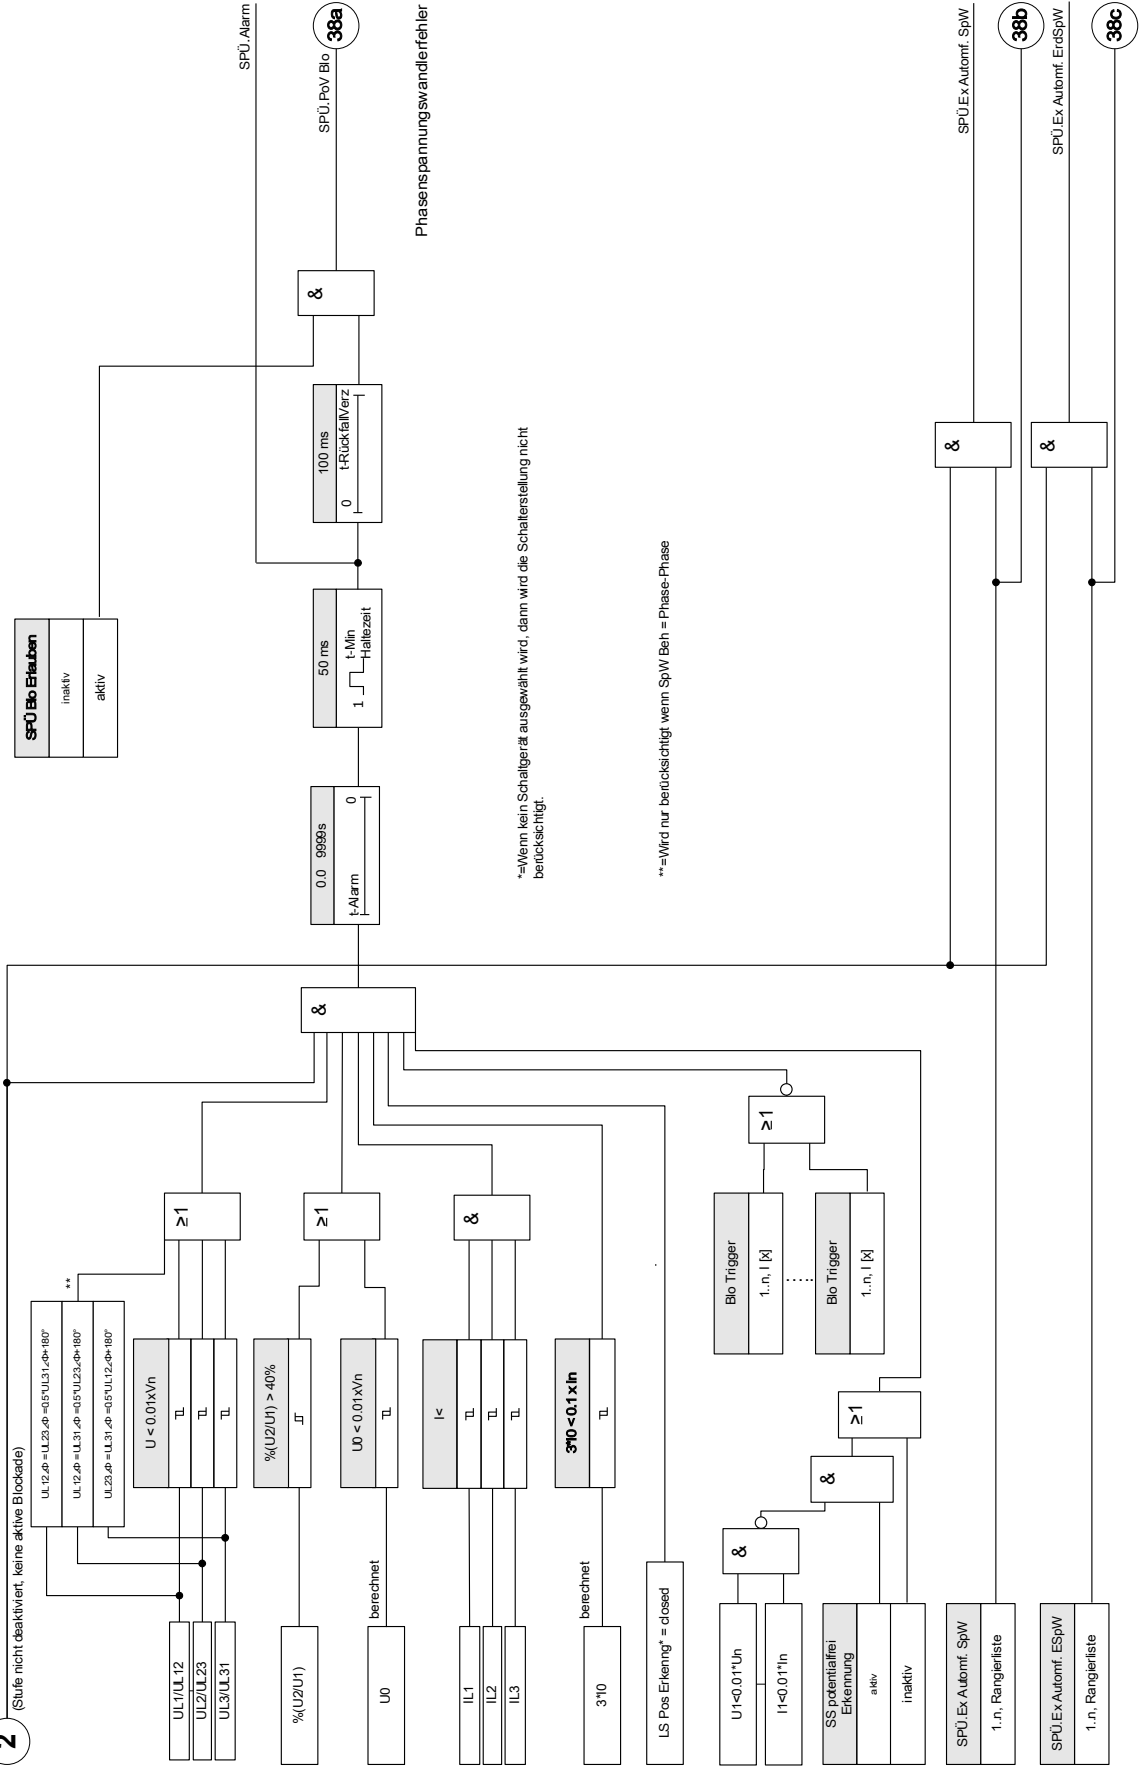 2
(Stufe nicht deaktiviert, keine aktive Blockade)
UL12∠Φ =UL23∠Φ =0.5*UL31∠Φ+180°
UL12∠Φ =UL31∠Φ =0.5*UL23∠Φ+180°
UL23∠Φ =UL31∠Φ =0.5*UL12∠Φ+180°
**
UL1/UL12
UL2/UL23
UL3/UL31
U < 0.01xVn
≥1
%(U2/U1)
%(U2/U1) > 40%
U0
berechnet
U0 < 0.01xVn
≥1
IL1
IL2
IL3
I<
&
3*I0
berechnet
3*I0 < 0.1 x In
LS Pos Erkenng* = closed
Blo Trigger
1..n, I [x]
Blo Trigger
1..n, I [x]
≥1
U1<0.01*Un
I1<0.01*In
&
SS potentialfrei
Erkennung
aktiv
inaktiv
&
≥1
&
0.0 9999s
t-Alarm
0
50 ms
1
t-Min
Haltezeit
100 ms
0
t-RückfallVerz
SPÜ Blo Erlauben
inaktiv
aktiv
&
SPÜ.Alarm
SPÜ.PoV Blo
38a
Phasenspannungswandlerfehler
*=Wenn kein Schaltgerät ausgewählt wird, dann wird die Schalterstellung nicht
berücksichtigt.
**=Wird nur berücksichtigt wenn SpW Beh = Phase-Phase
SPÜ.Ex Automf. SpW
1..n, Rangierliste
&
SPÜ.Ex Automf. SpW
38b
SPÜ.Ex Automf. ESpW
1..n, Rangierliste
&
SPÜ.Ex Automf. ErdSpW
38c